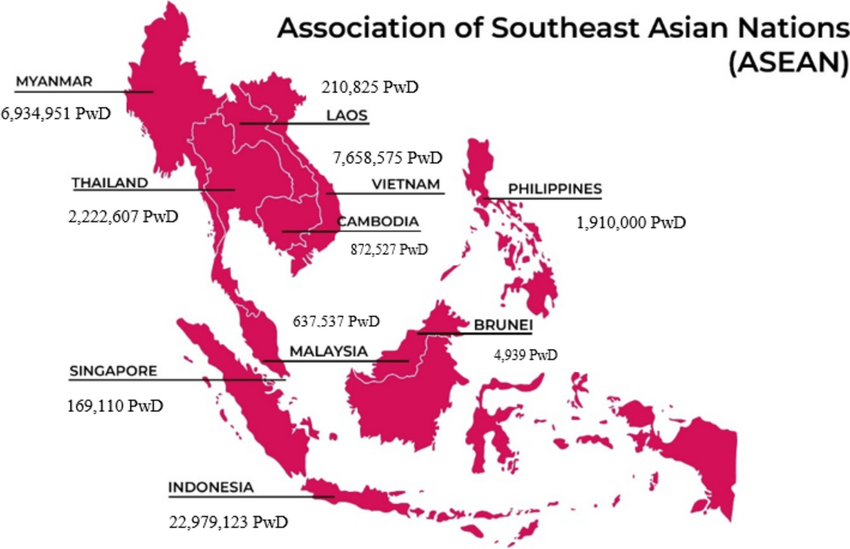 Association of Southeast Asian Nations
(ASEAN)
MYANMAR
6,934,951 PwD
210,825 PwD
LAOS
7,658,575 PwD
VIETNAM
THAILAND
2,222,607 PwD
PHILIPPINES
1,910,000 PwD
CAMBODIA
872,527 PwD
637.537 PwD
MALAYSIA
BRUNEI
4,939 PwD
SINGAPORE
169,110 PwD
INDONESIA
22,979,123 PwD